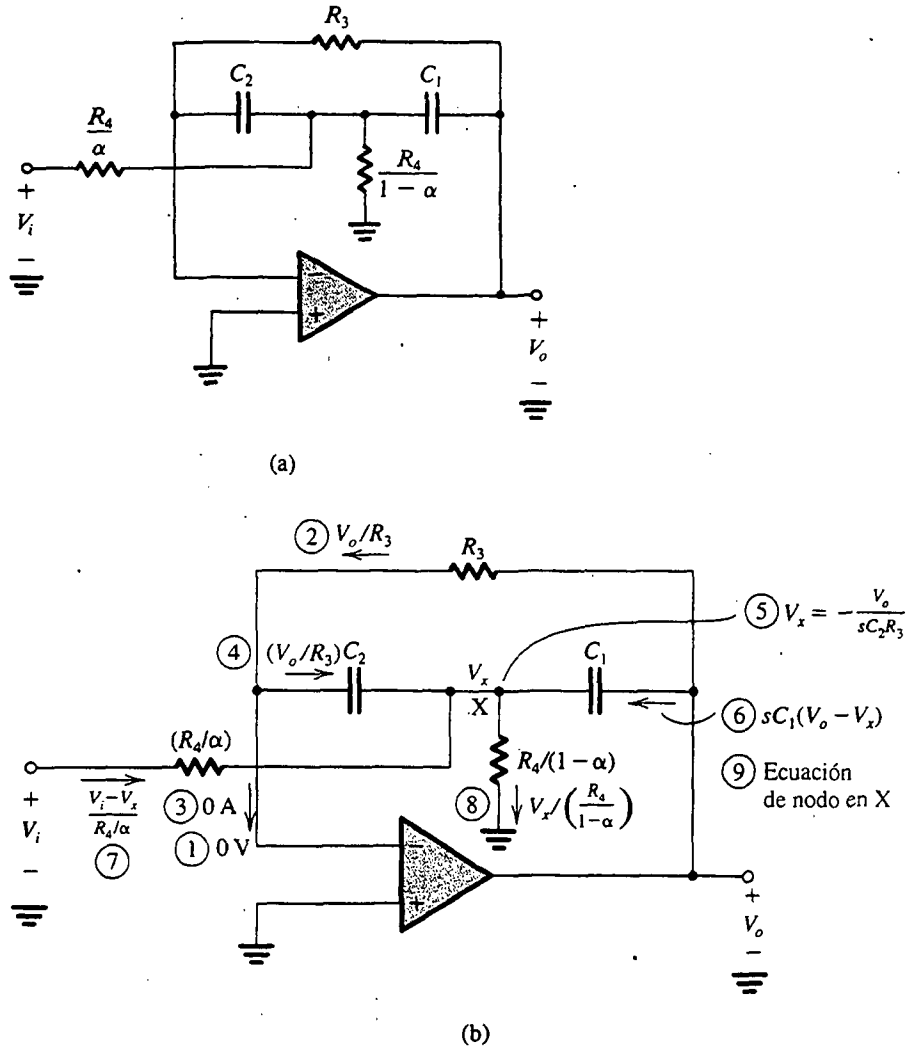 R₃
C₂
C₁
R₄/α
R₄/(1 − α)
+
Vᵢ
−
−
+
+
Vₒ
−
(a)
② Vₒ/R₃
R₃
⑤ Vₓ = − Vₒ/(sC₂R₃)
④ (Vₒ/R₃) C₂
Vₓ
X
C₁
⑥ sC₁(Vₒ − Vₓ)
(R₄/α)
R₄/(1 − α)
⑨ Ecuación
de nodo en X
+
Vᵢ
−
(Vᵢ − Vₓ)/(R₄/α)
⑦
③ 0 A
① 0 V
⑧ Vₓ/(R₄/(1−α))
−
+
+
Vₒ
−
(b)